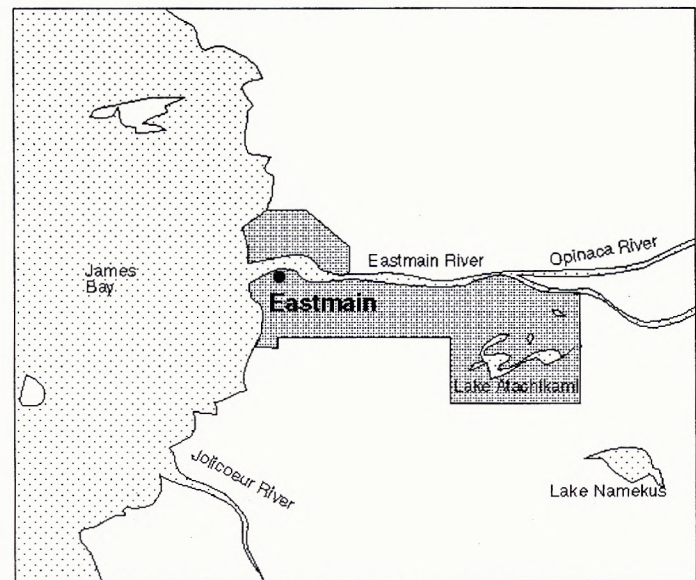 Eastmain River
Opinaca River
James
Bay
Eastmain
Lake Atachikami
Jolicoeur River
Lake Namekus